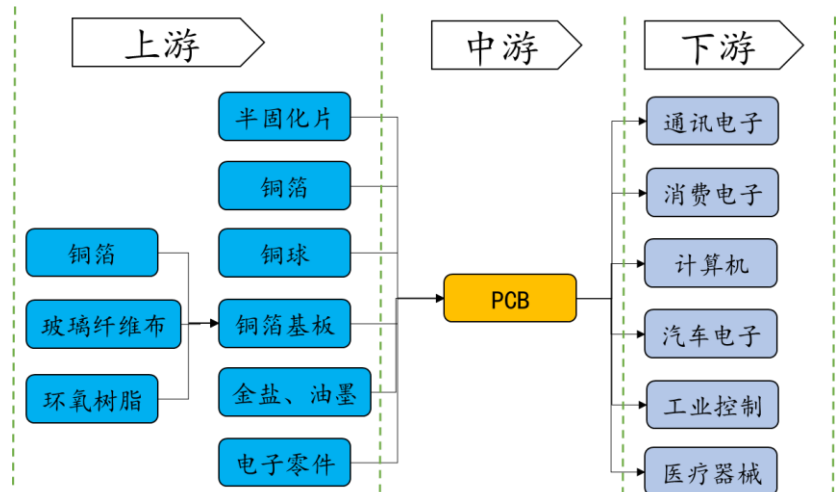 上游
中游
下游
半固化片
铜箔
铜球
铜箔基板
金盐、油墨
电子零件
铜箔
玻璃纤维布
环氧树脂
PCB
通讯电子
消费电子
计算机
汽车电子
工业控制
医疗器械